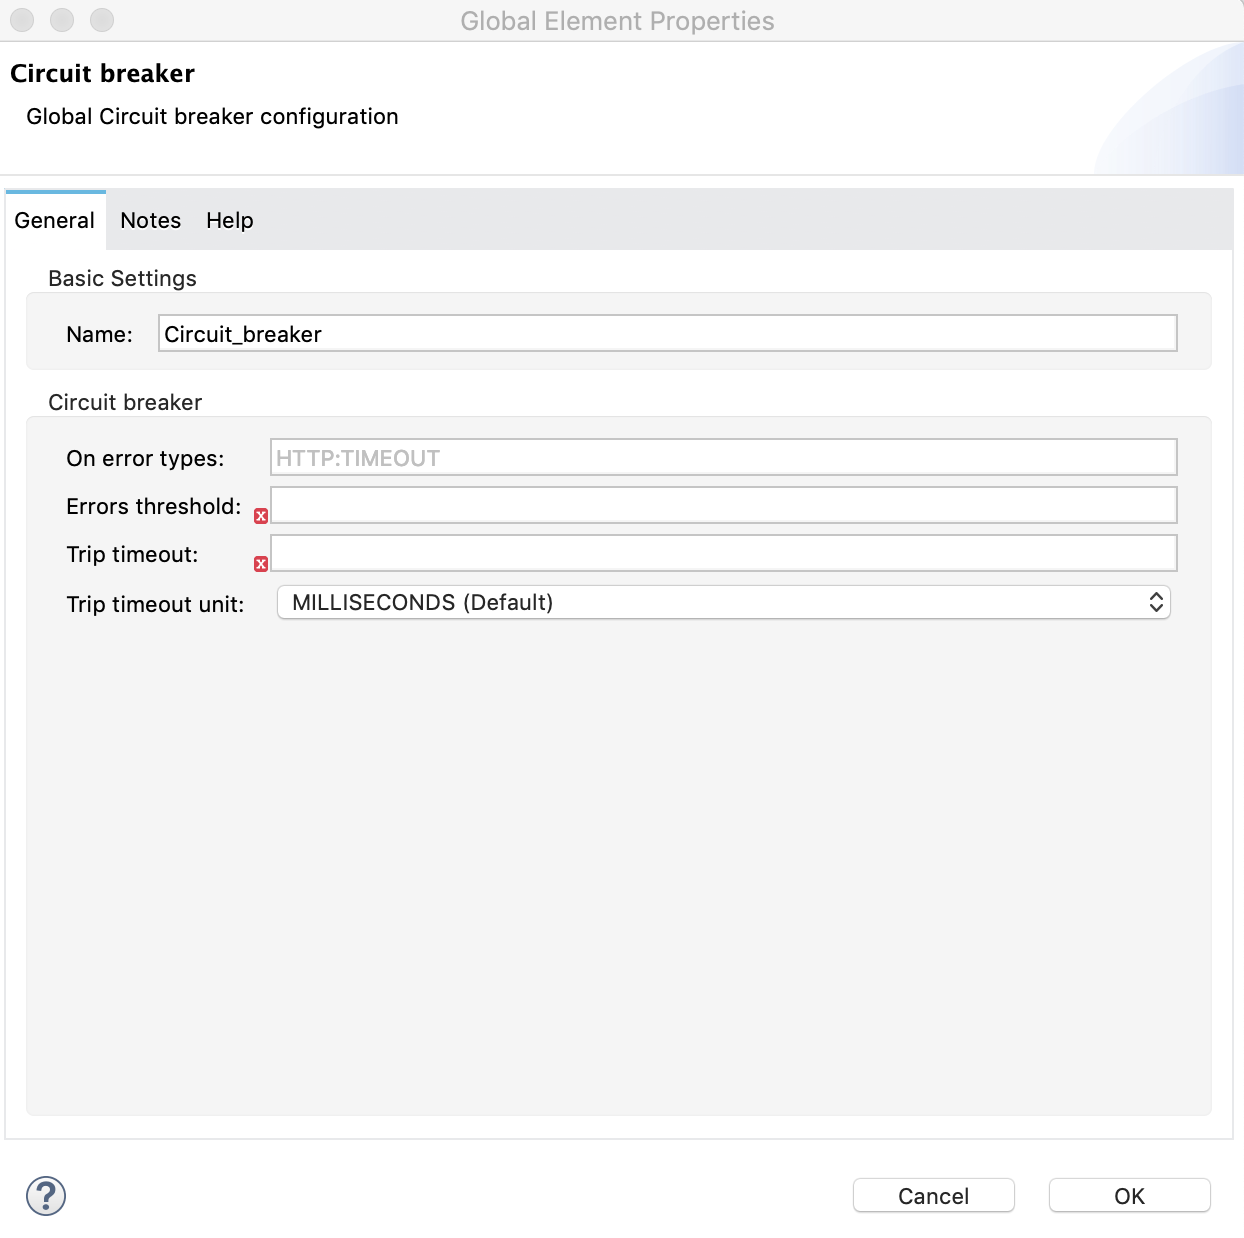 Global Element Properties
Circuit breaker
Global Circuit breaker configuration
General Notes Help
Basic Settings
Name: Circuit_breaker
Circuit breaker
On error types: HTTP:TIMEOUT
Errors threshold:
Trip timeout:
Trip timeout unit: MILLISECONDS (Default)
? Cancel OK